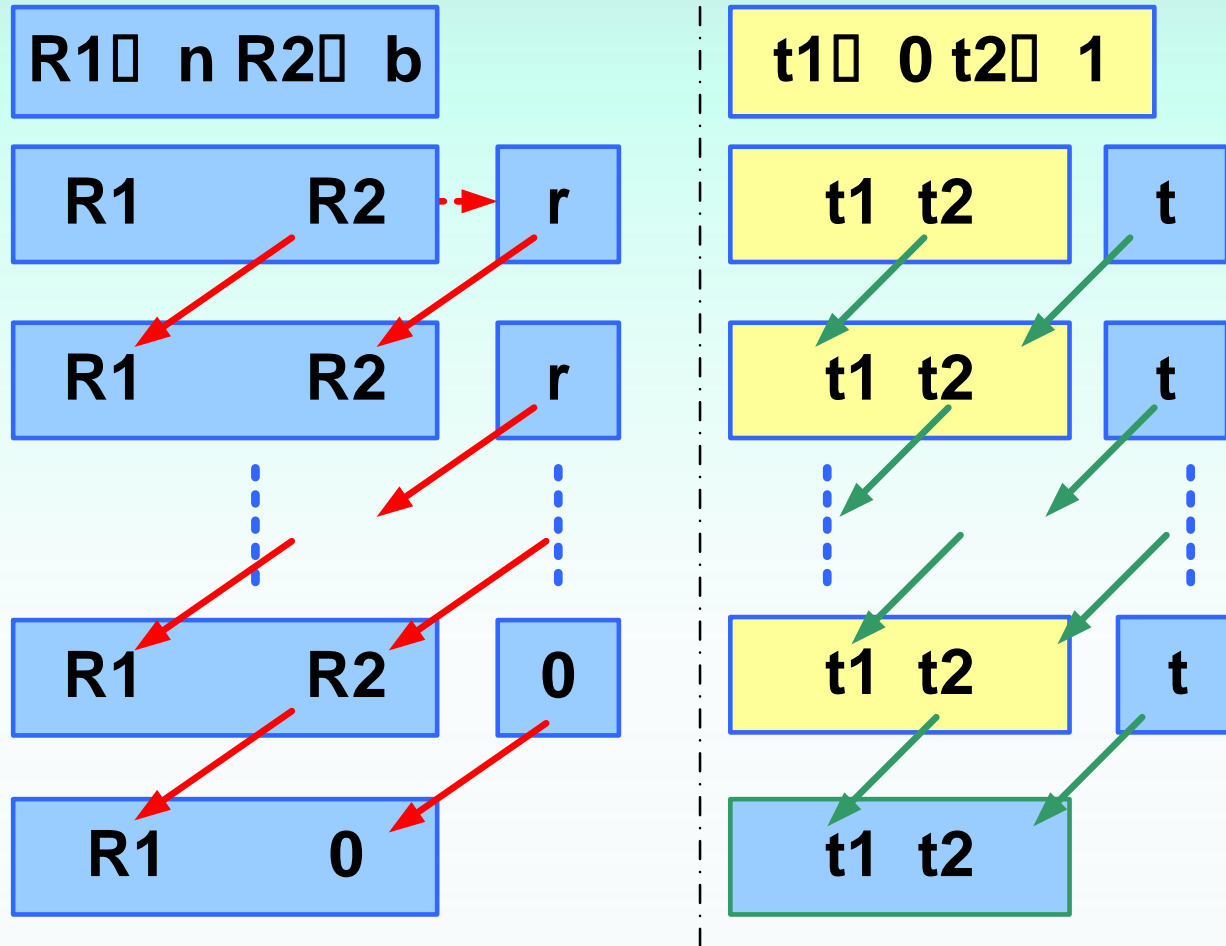 R1▯ n R2▯ b
t1▯ 0 t2▯ 1
R1 R2 r
t1 t2 t
R1 R2 r
t1 t2 t
R1 R2 0
t1 t2 t
R1 0
t1 t2